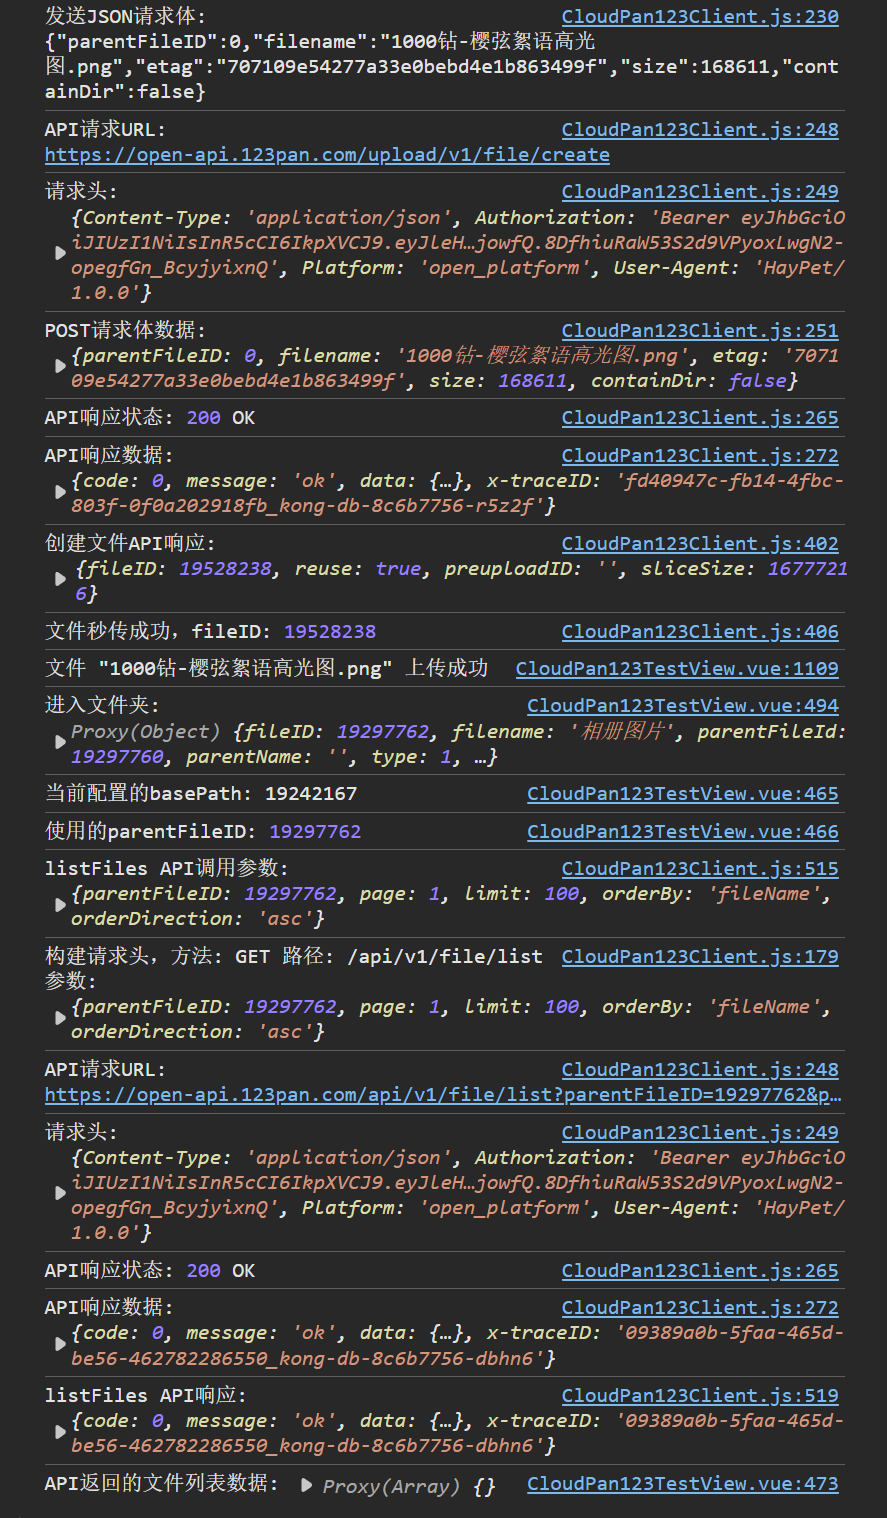 发送JSON请求体: CloudPan123Client.js:230
{"parentFileID":0,"filename":"1000钻-樱弦絮语高光
图.png","etag":"707109e54277a33e0bebd4e1b863499f","size":168611,"cont
ainDir":false}
API请求URL: CloudPan123Client.js:248
https://open-api.123pan.com/upload/v1/file/create
请求头: CloudPan123Client.js:249
{Content-Type: 'application/json', Authorization: 'Bearer eyJhbGciO
iJIUzI1NiIsInR5cCI6IkpXVCJ9.eyJleH…jowfQ.8DfhiuRaW53S2d9VPyoxLwgN2-
opegfGn_BcyjyixnQ', Platform: 'open_platform', User-Agent: 'HayPet/
1.0.0'}
POST请求体数据: CloudPan123Client.js:251
{parentFileID: 0, filename: '1000钻-樱弦絮语高光图.png', etag: '7071
09e54277a33e0bebd4e1b863499f', size: 168611, containDir: false}
API响应状态: 200 OK CloudPan123Client.js:265
API响应数据: CloudPan123Client.js:272
{code: 0, message: 'ok', data: {…}, x-traceID: 'fd40947c-fb14-4fbc-
803f-0f0a202918fb_kong-db-8c6b7756-r5z2f'}
创建文件API响应: CloudPan123Client.js:402
{fileID: 19528238, reuse: true, preuploadID: '', sliceSize: 1677721
6}
文件秒传成功，fileID: 19528238 CloudPan123Client.js:406
文件 "1000钻-樱弦絮语高光图.png" 上传成功 CloudPan123TestView.vue:1109
进入文件夹: CloudPan123TestView.vue:494
Proxy(Object) {fileID: 19297762, filename: '相册图片', parentFileId:
19297760, parentName: '', type: 1, …}
当前配置的basePath: 19242167 CloudPan123TestView.vue:465
使用的parentFileID: 19297762 CloudPan123TestView.vue:466
listFiles API调用参数: CloudPan123Client.js:515
{parentFileID: 19297762, page: 1, limit: 100, orderBy: 'fileName',
orderDirection: 'asc'}
构建请求头，方法: GET 路径: /api/v1/file/list CloudPan123Client.js:179
参数:
{parentFileID: 19297762, page: 1, limit: 100, orderBy: 'fileName',
orderDirection: 'asc'}
API请求URL: CloudPan123Client.js:248
https://open-api.123pan.com/api/v1/file/list?parentFileID=19297762&p…
请求头: CloudPan123Client.js:249
{Content-Type: 'application/json', Authorization: 'Bearer eyJhbGciO
iJIUzI1NiIsInR5cCI6IkpXVCJ9.eyJleH…jowfQ.8DfhiuRaW53S2d9VPyoxLwgN2-
opegfGn_BcyjyixnQ', Platform: 'open_platform', User-Agent: 'HayPet/
1.0.0'}
API响应状态: 200 OK CloudPan123Client.js:265
API响应数据: CloudPan123Client.js:272
{code: 0, message: 'ok', data: {…}, x-traceID: '09389a0b-5faa-465d-
be56-462782286550_kong-db-8c6b7756-dbhn6'}
listFiles API响应: CloudPan123Client.js:519
{code: 0, message: 'ok', data: {…}, x-traceID: '09389a0b-5faa-465d-
be56-462782286550_kong-db-8c6b7756-dbhn6'}
API返回的文件列表数据: Proxy(Array) {} CloudPan123TestView.vue:473